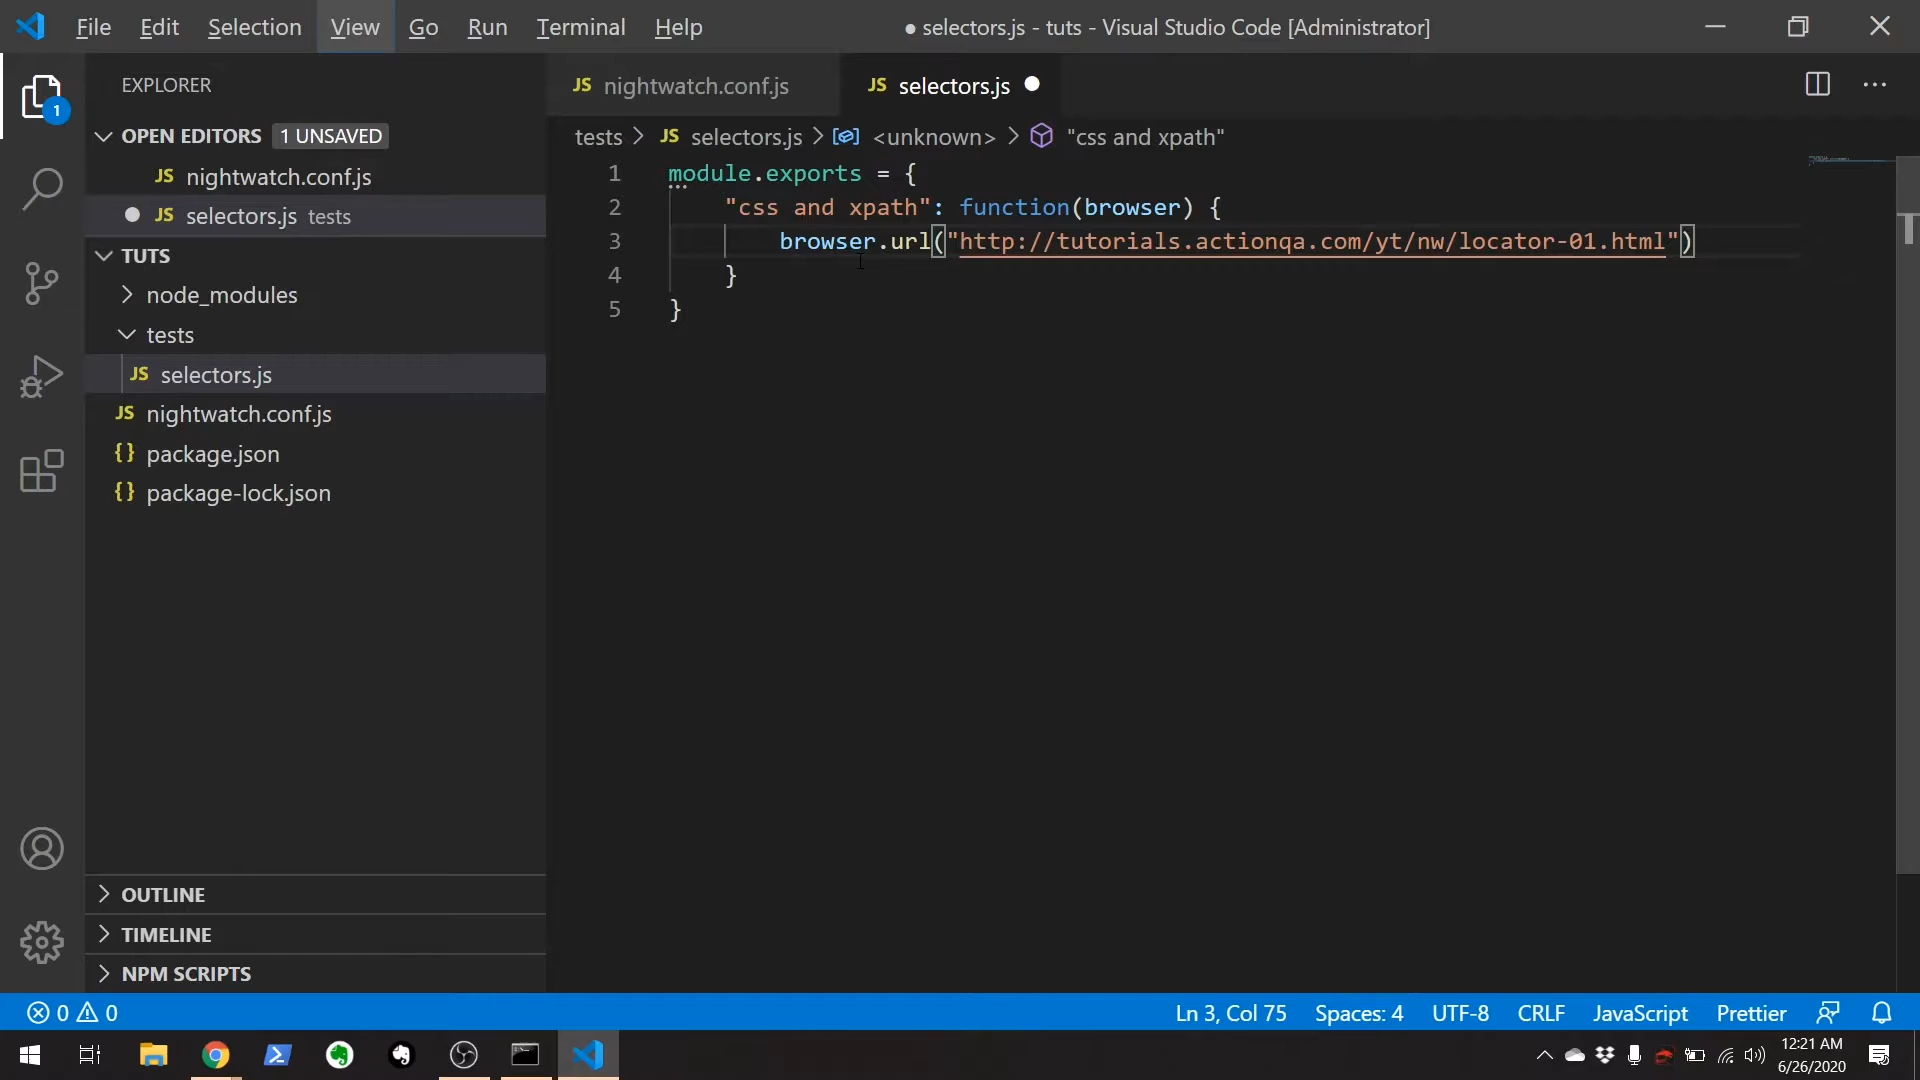 File Edit Selection View Go Run Terminal Help
● selectors.js - tuts - Visual Studio Code [Administrator]
EXPLORER
1
OPEN EDITORS 1 UNSAVED
JS nightwatch.conf.js
JS selectors.js tests
TUTS
node_modules
tests
JS selectors.js
JS nightwatch.conf.js
{} package.json
{} package-lock.json
OUTLINE
TIMELINE
NPM SCRIPTS
JS nightwatch.conf.js
JS selectors.js
tests > JS selectors.js > <unknown> > "css and xpath"
1 module.exports = {
2 "css and xpath": function(browser) {
3 browser.url("http://tutorials.actionqa.com/yt/nw/locator-01.html")
4 }
5 }
0 0
Ln 3, Col 75 Spaces: 4 UTF-8 CRLF JavaScript Prettier
12:21 AM
6/26/2020